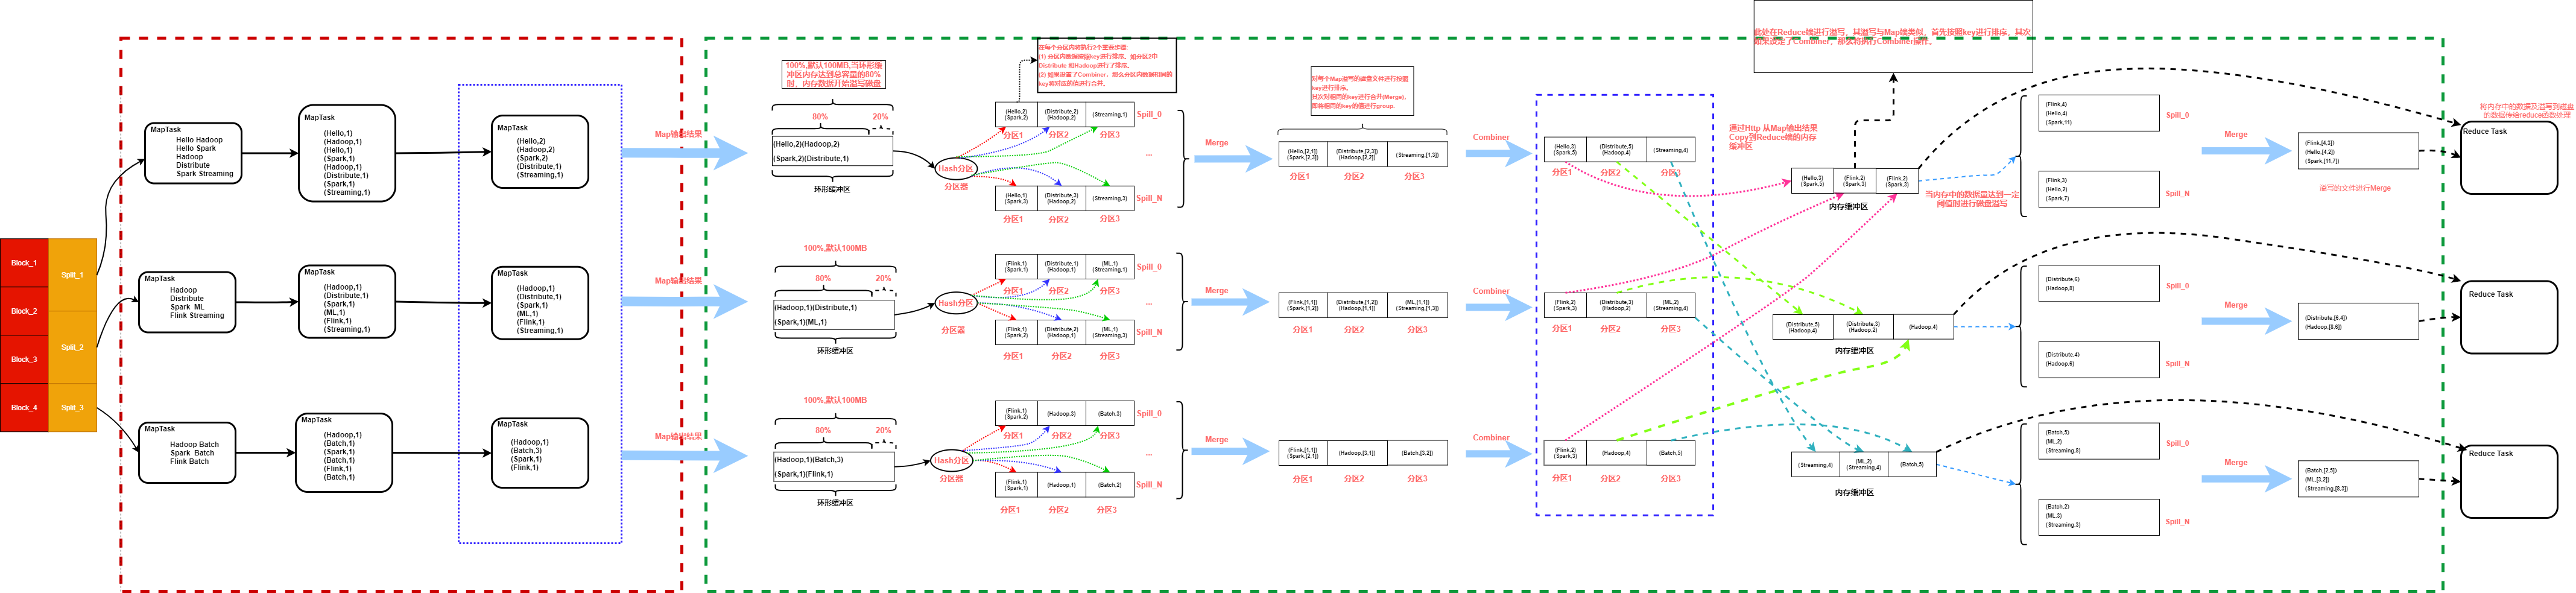 Block_1
Block_2
Block_3
Block_4
Split_1
Split_2
Split_3
MapTask
Hello Hadoop
Hello Spark
Hadoop
Distribute
Spark Streaming
MapTask
(Hello,1)
(Hadoop,1)
(Hello,1)
(Spark,1)
(Hadoop,1)
(Distribute,1)
(Spark,1)
(Streaming,1)
MapTask
(Hello,2)
(Hadoop,2)
(Spark,2)
(Distribute,1)
(Streaming,1)
MapTask
Hadoop
Distribute
Spark ML
Flink Streaming
MapTask
(Hadoop,1)
(Distribute,1)
(Spark,1)
(ML,1)
(Flink,1)
(Streaming,1)
MapTask
(Hadoop,1)
(Distribute,1)
(Spark,1)
(ML,1)
(Flink,1)
(Streaming,1)
MapTask
Hadoop Batch
Spark Batch
Flink Batch
MapTask
(Hadoop,1)
(Batch,1)
(Spark,1)
(Batch,1)
(Flink,1)
(Batch,1)
MapTask
(Hadoop,1)
(Batch,3)
(Spark,1)
(Flink,1)
Map输出结果
Map输出结果
Map输出结果
100%,默认100MB,当环形缓
冲区内存达到总容量的80%
时，内存数据开始溢写磁盘
80%
20%
(Hello,2)(Hadoop,2)
(Spark,2)(Distribute,1)
环形缓冲区
Hash分区
分区器
在每个分区内将执行2个重要步骤:
(1) 分区内数据按照key进行排序，如分区2中
Distribute 和Hadoop进行了排序。
(2) 如果设置了Combiner，那么分区内数据相同的
key将对应的值进行合并。
(Hello,2)
(Spark,2)
(Distribute,2)
(Hadoop,2)
(Streaming,1)
Spill_0
分区1
分区2
分区3
...
(Hello,1)
(Spark,3)
(Distribute,3)
(Hadoop,2)
(Streaming,3)
Spill_N
分区1
分区2
分区3
Merge
对每个Map溢写的磁盘文件进行按照
key进行排序。
其次对相同的key进行合并(Merge),
即将相同的key的值进行group.
(Hello,[2,1])
(Spark,[2,3])
(Distribute,[2,3])
(Hadoop,[2,2])
(Streaming,[1,3])
分区1
分区2
分区3
Combiner
(Hello,3)
(Spark,5)
(Distribute,5)
(Hadoop,4)
(Streaming,4)
分区1
分区2
分区3
100%,默认100MB
80%
20%
(Hadoop,1)(Distribute,1)
(Spark,1)(ML,1)
环形缓冲区
Hash分区
分区器
(Flink,1)
(Spark,1)
(Distribute,1)
(Hadoop,1)
(ML,1)
(Streaming,1)
Spill_0
分区1
分区2
分区3
...
(Flink,1)
(Spark,2)
(Distribute,2)
(Hadoop,1)
(ML,1)
(Streaming,3)
Spill_N
分区1
分区2
分区3
Merge
(Flink,[1,1])
(Spark,[1,2])
(Distribute,[1,2])
(Hadoop,[1,1])
(ML,[1,1])
(Streaming,[1,3])
分区1
分区2
分区3
Combiner
(Flink,2)
(Spark,3)
(Distribute,3)
(Hadoop,2)
(ML,2)
(Streaming,4)
分区1
分区2
分区3
100%,默认100MB
80%
20%
(Hadoop,1)(Batch,3)
(Spark,1)(Flink,1)
环形缓冲区
Hash分区
分区器
(Flink,1)
(Spark,2)
(Hadoop,3)
(Batch,3)
Spill_0
分区1
分区2
分区3
...
(Flink,1)
(Spark,1)
(Hadoop,1)
(Batch,2)
Spill_N
分区1
分区2
分区3
Merge
(Flink,[1,1])
(Spark,[2,1])
(Hadoop,[3,1])
(Batch,[3,2])
分区1
分区2
分区3
Combiner
(Flink,2)
(Spark,3)
(Hadoop,4)
(Batch,5)
分区1
分区2
分区3
此处在Reduce端进行溢写，其溢写与Map端类似，首先按照key进行排序，其次
如果设定了Combiner，那么将执行Combiner操作。
通过Http 从Map输出结果
Copy到Reduce端的内存
缓冲区
(Hello,3)
(Spark,5)
(Flink,2)
(Spark,3)
(Flink,2)
(Spark,3)
内存缓冲区
当内存中的数据量达到一定
阈值时进行磁盘溢写
(Flink,4)
(Hello,4)
(Spark,11)
Spill_0
(Flink,3)
(Hello,2)
(Spark,7)
Spill_N
Merge
(Flink,[4,3])
(Hello,[4,2])
(Spark,[11,7])
溢写的文件进行Merge
将内存中的数据及溢写到磁盘
的数据传给reduce函数处理
Reduce Task
(Distribute,5)
(Hadoop,4)
(Distribute,3)
(Hadoop,2)
(Hadoop,4)
内存缓冲区
(Distribute,6)
(Hadoop,8)
Spill_0
(Distribute,4)
(Hadoop,6)
Spill_N
Merge
(Distribute,[6,4])
(Hadoop,[8,6])
Reduce Task
(Streaming,4)
(ML,2)
(Streaming,4)
(Batch,5)
内存缓冲区
(Batch,5)
(ML,2)
(Streaming,8)
Spill_0
(Batch,2)
(ML,3)
(Streaming,3)
Spill_N
Merge
(Batch,[2,5])
(ML,[3,2])
(Streaming,[8,3])
Reduce Task